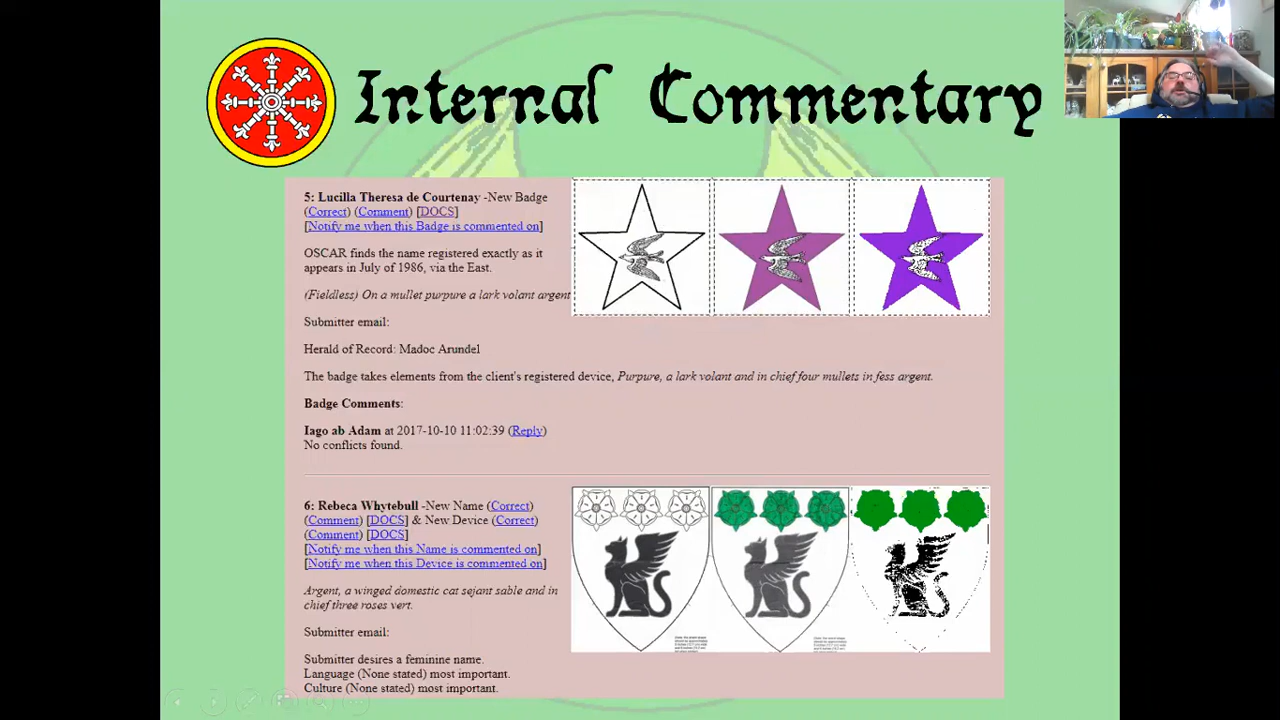 Internal Commentary
5: Lucilla Theresa de Courtenay -New Badge
(Correct) (Comment) [DOCS]
[Notify me when this Badge is commented on]
OSCAR finds the name registered exactly as it
appears in July of 1986, via the East.
(Fieldless) On a mullet purpure a lark volant argent
Submitter email:
Herald of Record: Madoc Arundel
The badge takes elements from the client's registered device, Purpure, a lark volant and in chief four mullets in fess argent.
Badge Comments:
Iago ab Adam at 2017-10-10 11:02:39 (Reply)
No conflicts found.
6: Rebeca Whytebull -New Name (Correct)
(Comment) [DOCS] & New Device (Correct)
(Comment) [DOCS]
[Notify me when this Name is commented on]
[Notify me when this Device is commented on]
Argent, a winged domestic cat sejant sable and in
chief three roses vert.
Submitter email:
Submitter desires a feminine name.
Language (None stated) most important.
Culture (None stated) most important.